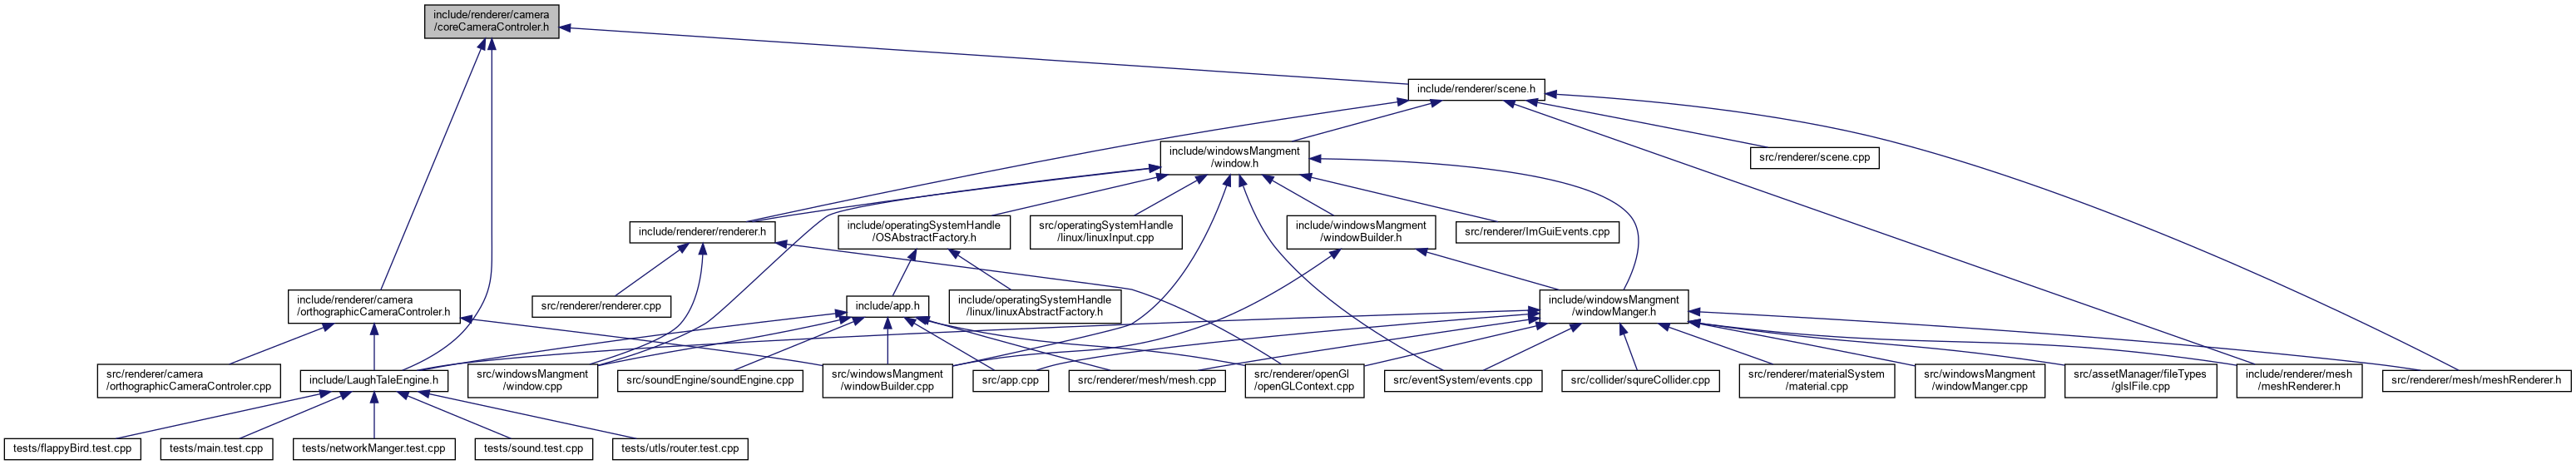 include/renderer/camera
/coreCameraControler.h
include/renderer/scene.h
include/windowsMangment
/window.h
src/renderer/scene.cpp
include/renderer/renderer.h
include/operatingSystemHandle
/OSAbstractFactory.h
src/operatingSystemHandle
/linux/linuxInput.cpp
include/windowsMangment
/windowBuilder.h
src/renderer/ImGuiEvents.cpp
include/renderer/camera
/orthographicCameraControler.h
src/renderer/renderer.cpp
include/app.h
include/operatingSystemHandle
/linux/linuxAbstractFactory.h
include/windowsMangment
/windowManger.h
src/renderer/camera
/orthographicCameraControler.cpp
include/LaughTaleEngine.h
src/windowsMangment
/window.cpp
src/soundEngine/soundEngine.cpp
src/windowsMangment
/windowBuilder.cpp
src/app.cpp
src/renderer/mesh/mesh.cpp
src/renderer/openGl
/openGLContext.cpp
src/eventSystem/events.cpp
src/collider/squreCollider.cpp
src/renderer/materialSystem
/material.cpp
src/windowsMangment
/windowManger.cpp
src/assetManager/fileTypes
/glslFile.cpp
include/renderer/mesh
/meshRenderer.h
src/renderer/mesh/meshRenderer.h
tests/flappyBird.test.cpp
tests/main.test.cpp
tests/networkManger.test.cpp
tests/sound.test.cpp
tests/utls/router.test.cpp